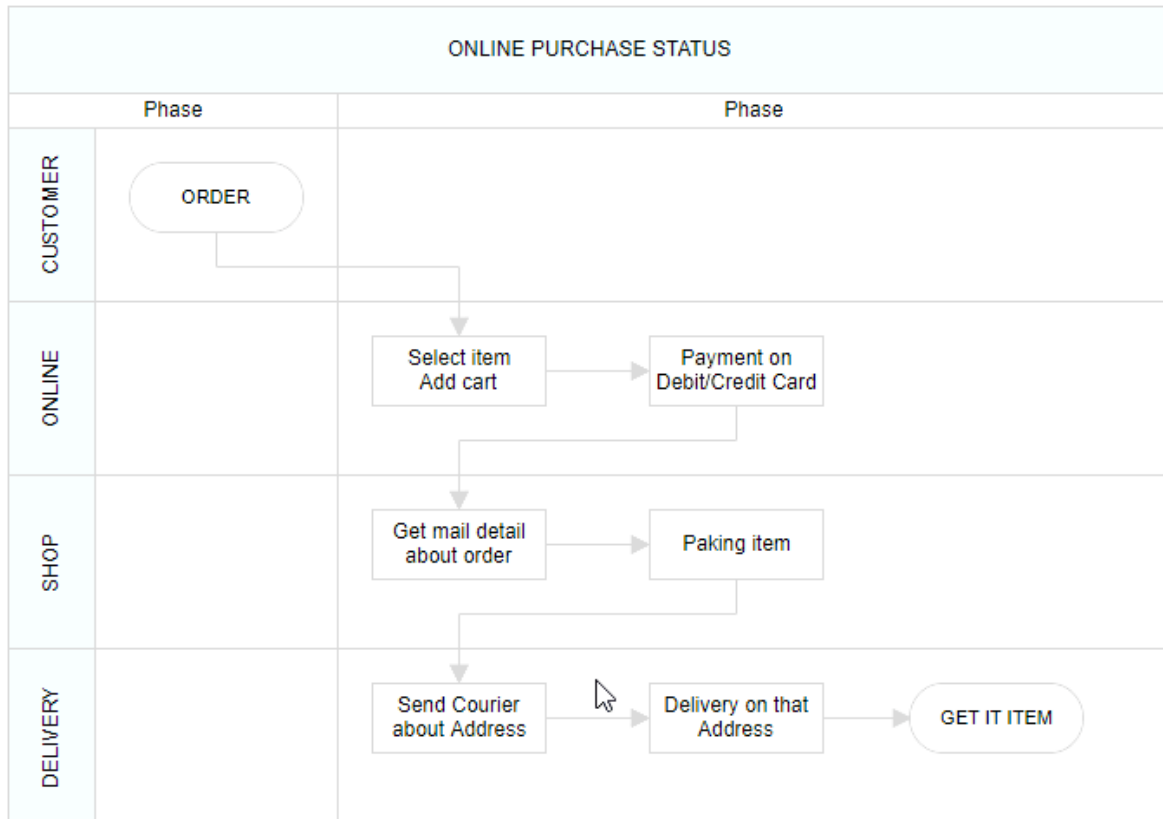 ONLINE PURCHASE STATUS
Phase
Phase
CUSTOMER
ORDER
ONLINE
Select item
Add cart
Payment on
Debit/Credit Card
SHOP
Get mail detail
about order
Paking item
DELIVERY
Send Courier
about Address
Delivery on that
Address
GET IT ITEM